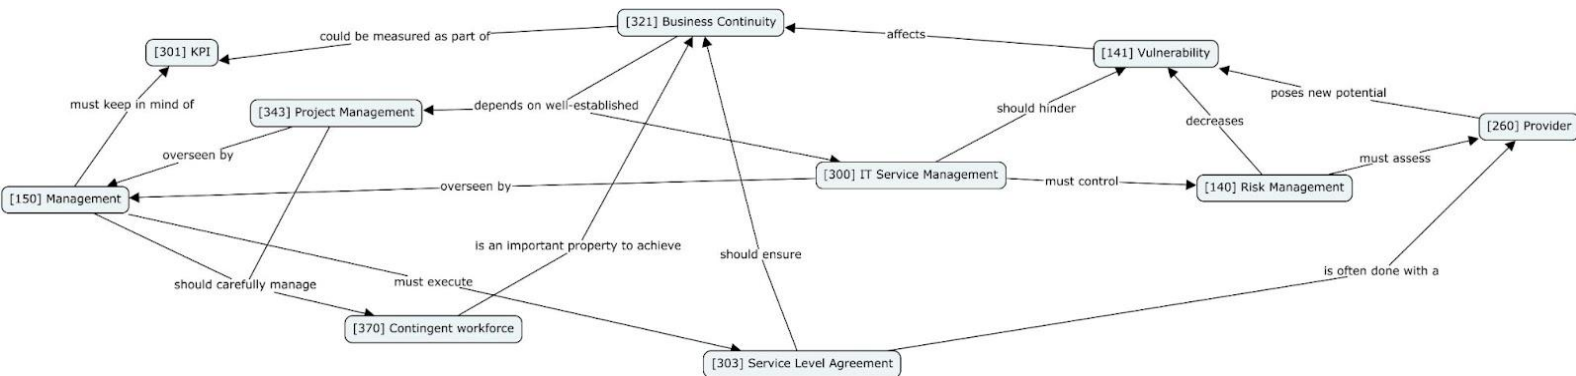 [321] Business Continuity
could be measured as part of
affects
[301] KPI
[141] Vulnerability
must keep in mind of
[343] Project Management
depends on well-established
should hinder
poses new potential
decreases
[260] Provider
overseen by
must assess
[150] Management
overseen by
[300] IT Service Management
must control
[140] Risk Management
is an important property to achieve
should ensure
should carefully manage
must execute
is often done with a
[370] Contingent workforce
[303] Service Level Agreement